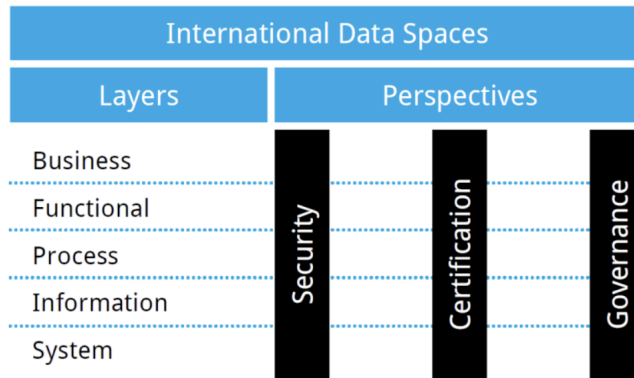 International Data Spaces
Layers
Perspectives
Business
Functional
Process
Information
System
Security
Certification
Governance